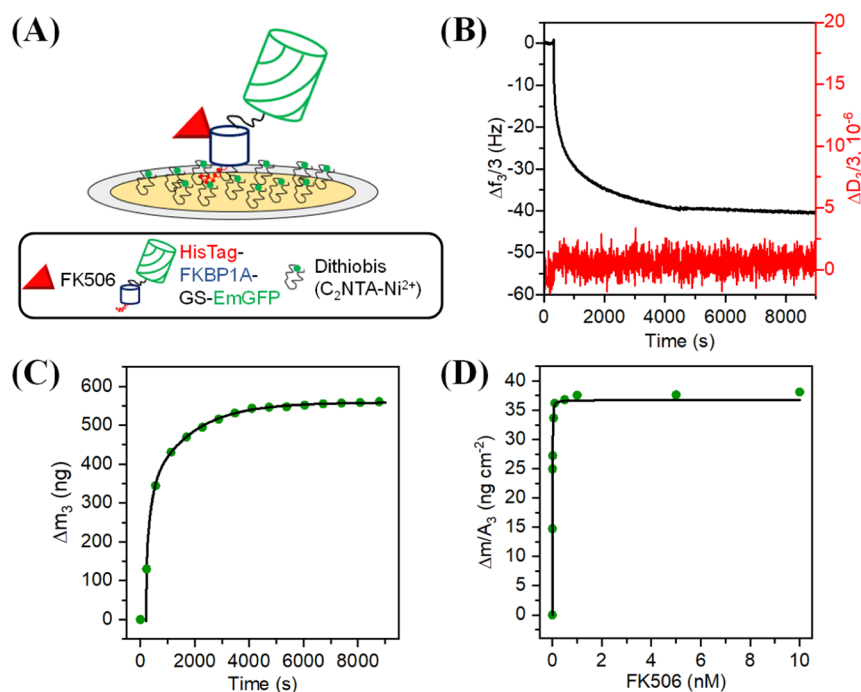 (A)
FK506
HisTag-
FKBP1A-
GS-EmGFP
Dithiobis
(C₂NTA-Ni²⁺)
(B)
0
-10
-20
-30
-40
-50
-60
Δf₃/3 (Hz)
20
15
10
5
0
ΔD₃/3. 10⁻⁶
0 2000 4000 6000 8000
Time (s)
(C)
600
500
400
300
200
100
0
Δm₃ (ng)
0 2000 4000 6000 8000
Time (s)
(D)
40
35
30
25
20
15
10
5
0
Δm/A₃ (ng cm⁻²)
0 2 4 6 8 10
FK506 (nM)